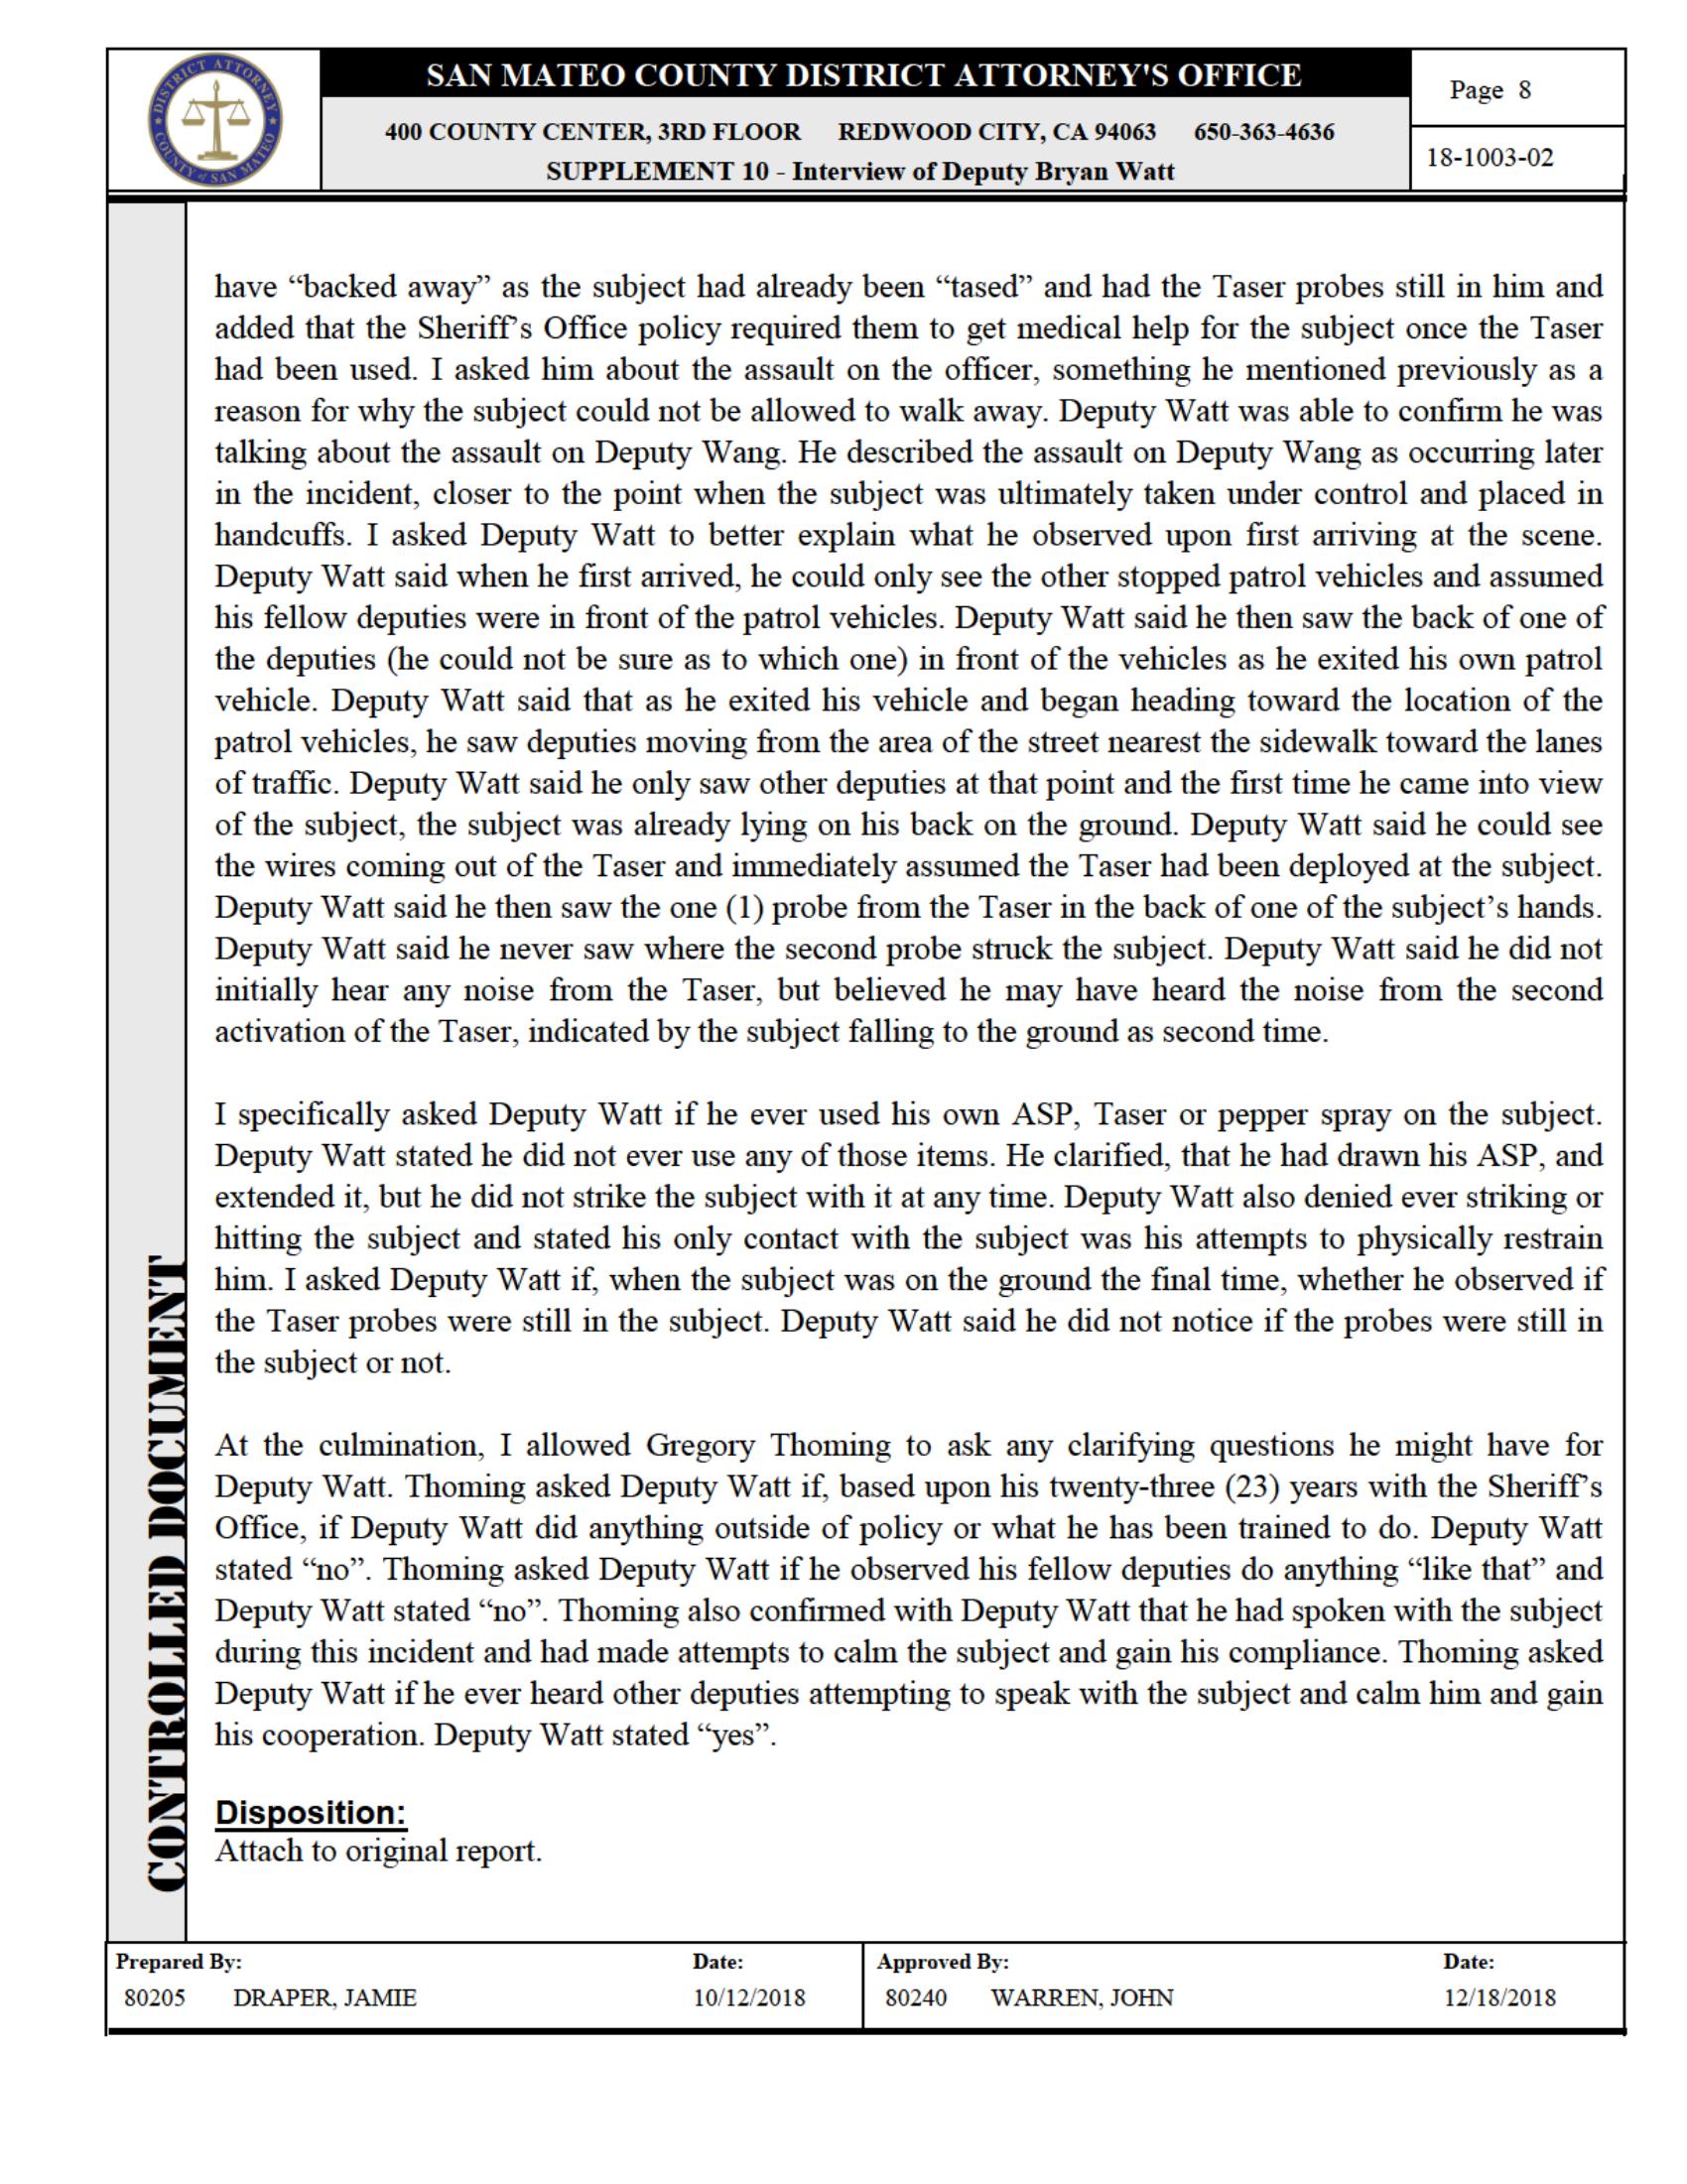 DISTRICT ATTORNEY
COUNTY of SAN MATEO
SAN MATEO COUNTY DISTRICT ATTORNEY'S OFFICE
400 COUNTY CENTER, 3RD FLOOR REDWOOD CITY, CA 94063 650-363-4636
SUPPLEMENT 10 - Interview of Deputy Bryan Watt
Page 8
18-1003-02
have “backed away” as the subject had already been “tased” and had the Taser probes still in him and
added that the Sheriff’s Office policy required them to get medical help for the subject once the Taser
had been used. I asked him about the assault on the officer, something he mentioned previously as a
reason for why the subject could not be allowed to walk away. Deputy Watt was able to confirm he was
talking about the assault on Deputy Wang. He described the assault on Deputy Wang as occurring later
in the incident, closer to the point when the subject was ultimately taken under control and placed in
handcuffs. I asked Deputy Watt to better explain what he observed upon first arriving at the scene.
Deputy Watt said when he first arrived, he could only see the other stopped patrol vehicles and assumed
his fellow deputies were in front of the patrol vehicles. Deputy Watt said he then saw the back of one of
the deputies (he could not be sure as to which one) in front of the vehicles as he exited his own patrol
vehicle. Deputy Watt said that as he exited his vehicle and began heading toward the location of the
patrol vehicles, he saw deputies moving from the area of the street nearest the sidewalk toward the lanes
of traffic. Deputy Watt said he only saw other deputies at that point and the first time he came into view
of the subject, the subject was already lying on his back on the ground. Deputy Watt said he could see
the wires coming out of the Taser and immediately assumed the Taser had been deployed at the subject.
Deputy Watt said he then saw the one (1) probe from the Taser in the back of one of the subject’s hands.
Deputy Watt said he never saw where the second probe struck the subject. Deputy Watt said he did not
initially hear any noise from the Taser, but believed he may have heard the noise from the second
activation of the Taser, indicated by the subject falling to the ground as second time.
I specifically asked Deputy Watt if he ever used his own ASP, Taser or pepper spray on the subject.
Deputy Watt stated he did not ever use any of those items. He clarified, that he had drawn his ASP, and
extended it, but he did not strike the subject with it at any time. Deputy Watt also denied ever striking or
hitting the subject and stated his only contact with the subject was his attempts to physically restrain
him. I asked Deputy Watt if, when the subject was on the ground the final time, whether he observed if
the Taser probes were still in the subject. Deputy Watt said he did not notice if the probes were still in
the subject or not.
At the culmination, I allowed Gregory Thoming to ask any clarifying questions he might have for
Deputy Watt. Thoming asked Deputy Watt if, based upon his twenty-three (23) years with the Sheriff’s
Office, if Deputy Watt did anything outside of policy or what he has been trained to do. Deputy Watt
stated “no”. Thoming asked Deputy Watt if he observed his fellow deputies do anything “like that” and
Deputy Watt stated “no”. Thoming also confirmed with Deputy Watt that he had spoken with the subject
during this incident and had made attempts to calm the subject and gain his compliance. Thoming asked
Deputy Watt if he ever heard other deputies attempting to speak with the subject and calm him and gain
his cooperation. Deputy Watt stated “yes”.
Disposition:
Attach to original report.
CONTROLLED DOCUMENT
Prepared By: Date: Approved By: Date:
80205 DRAPER, JAMIE 10/12/2018 80240 WARREN, JOHN 12/18/2018